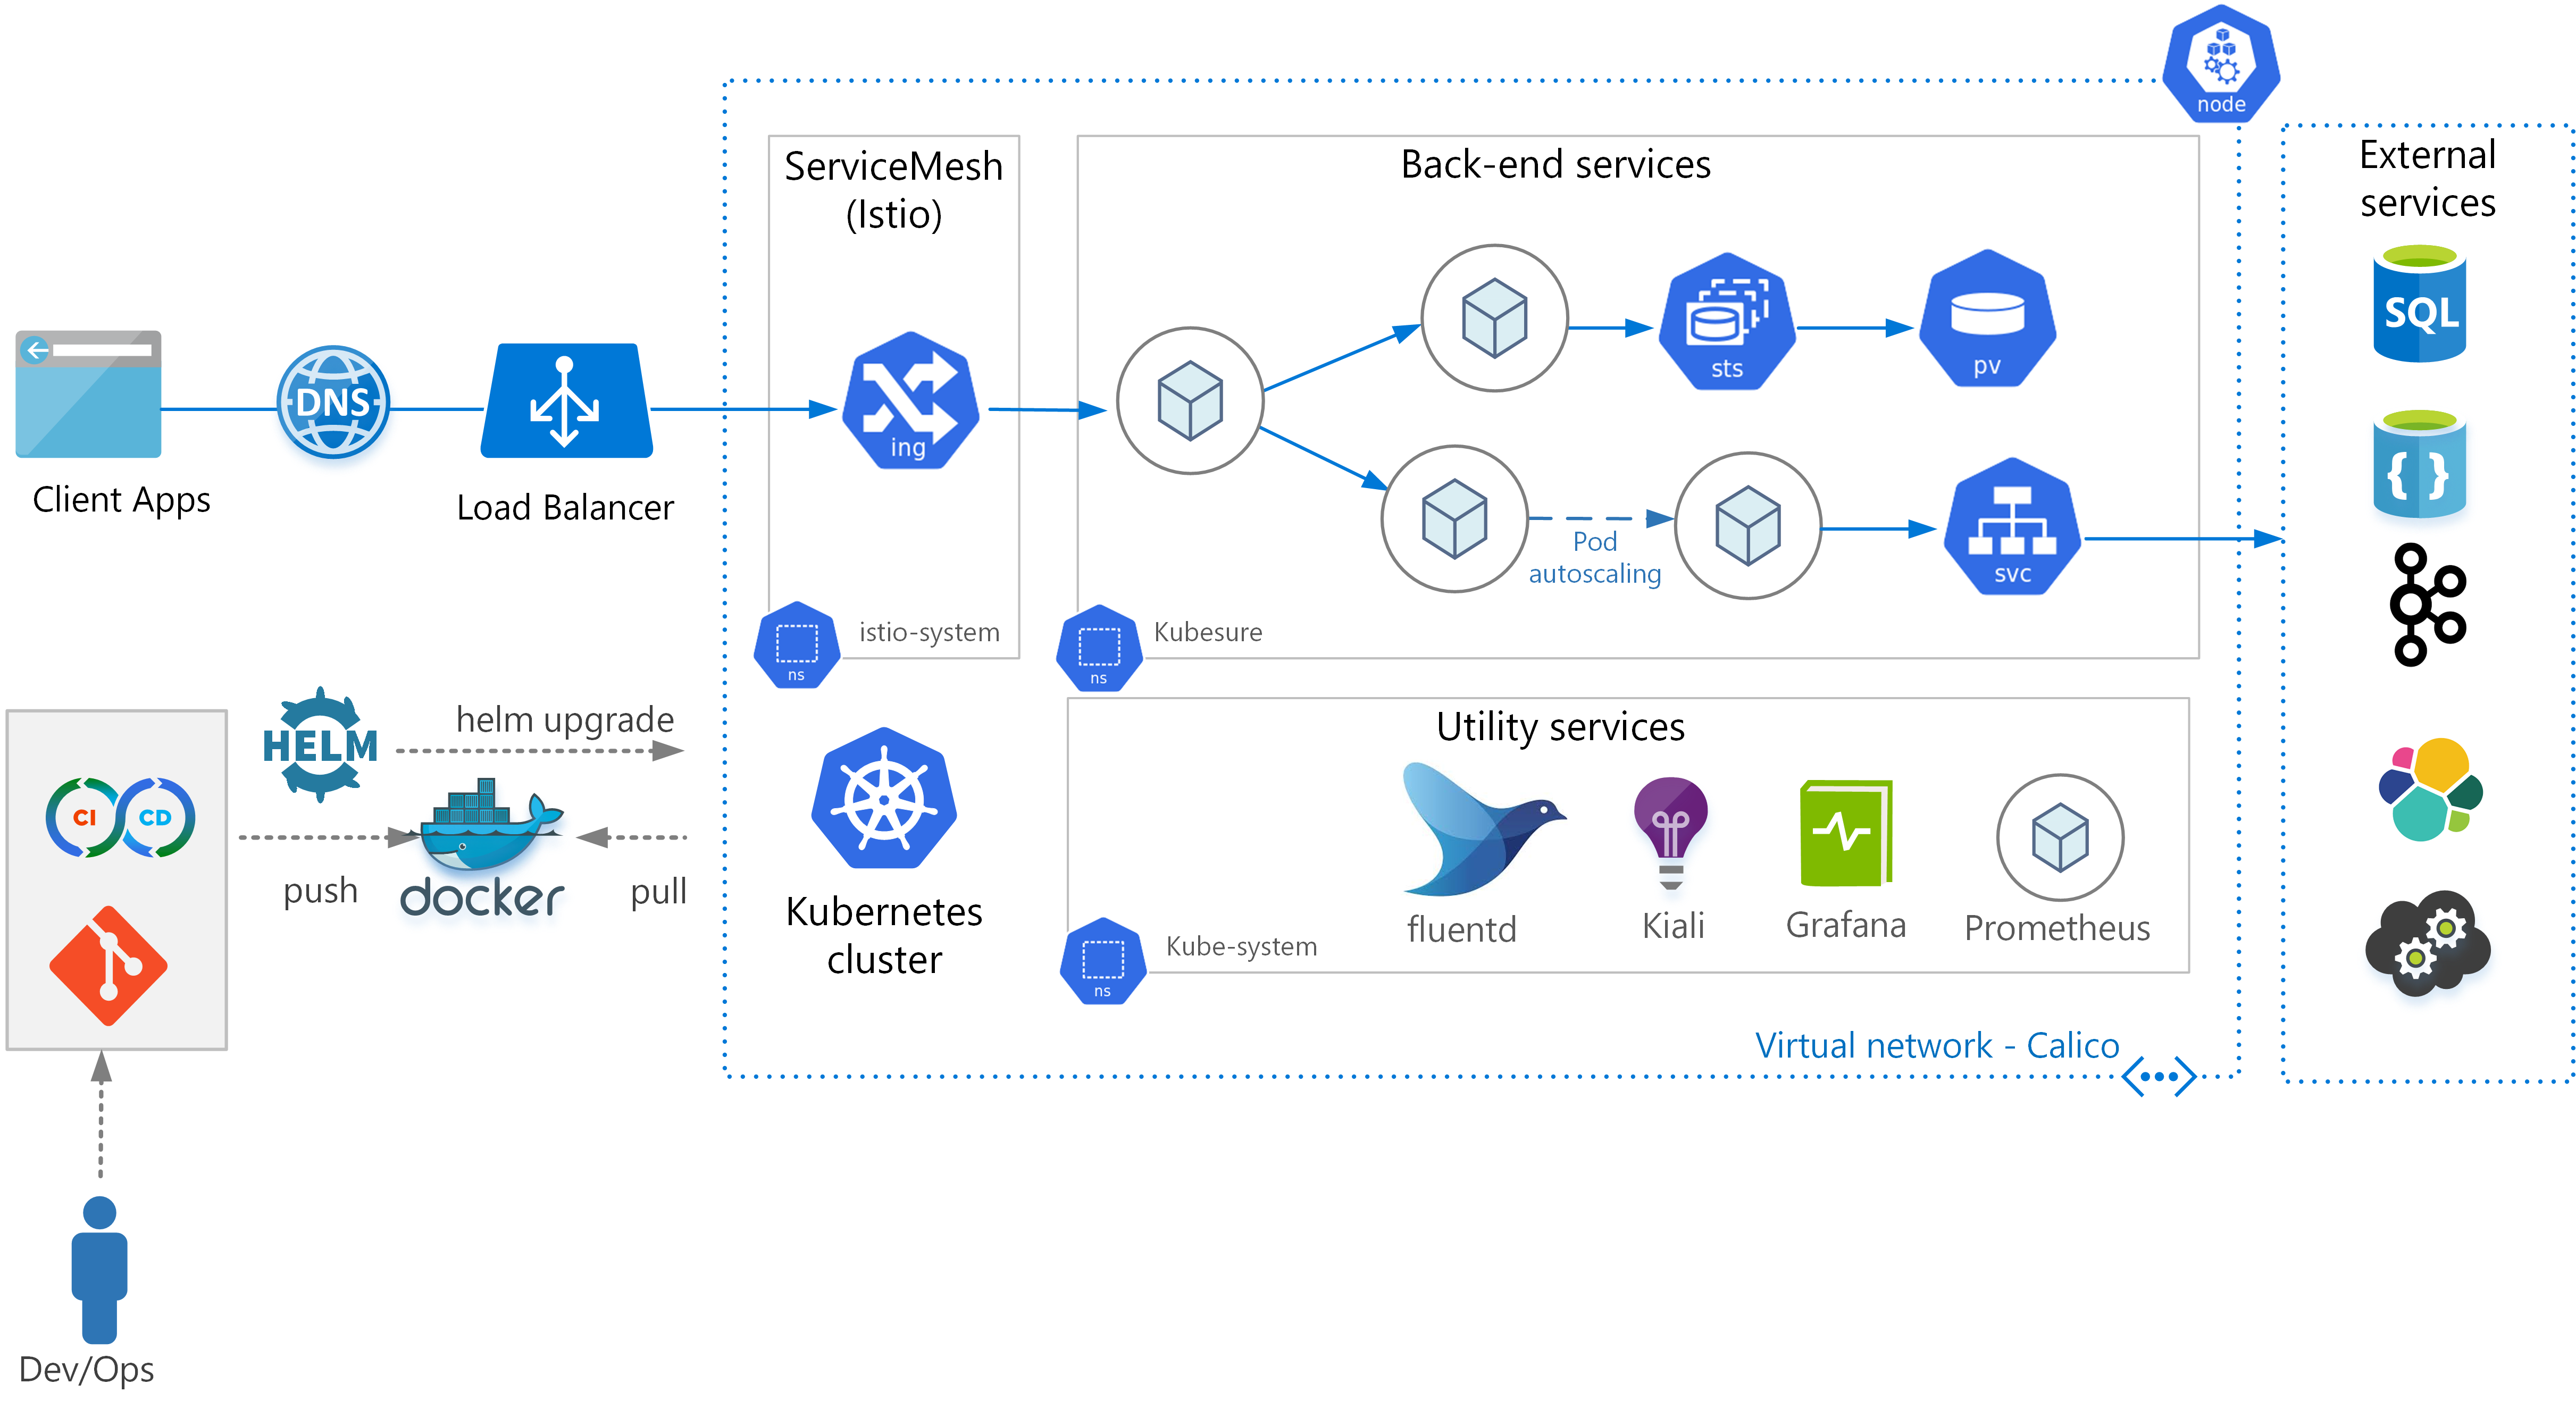 node
ServiceMesh
(Istio)
Back-end services
External
services
SQL
sts
pv
DNS
ing
{ }
Client Apps
Load Balancer
Pod
autoscaling
svc
istio-system
ns
Kubesure
ns
HELM
helm upgrade
Utility services
CI CD
push
docker
pull
Kubernetes
cluster
fluentd
Kiali
Grafana
Prometheus
Kube-system
ns
Virtual network - Calico
Dev/Ops